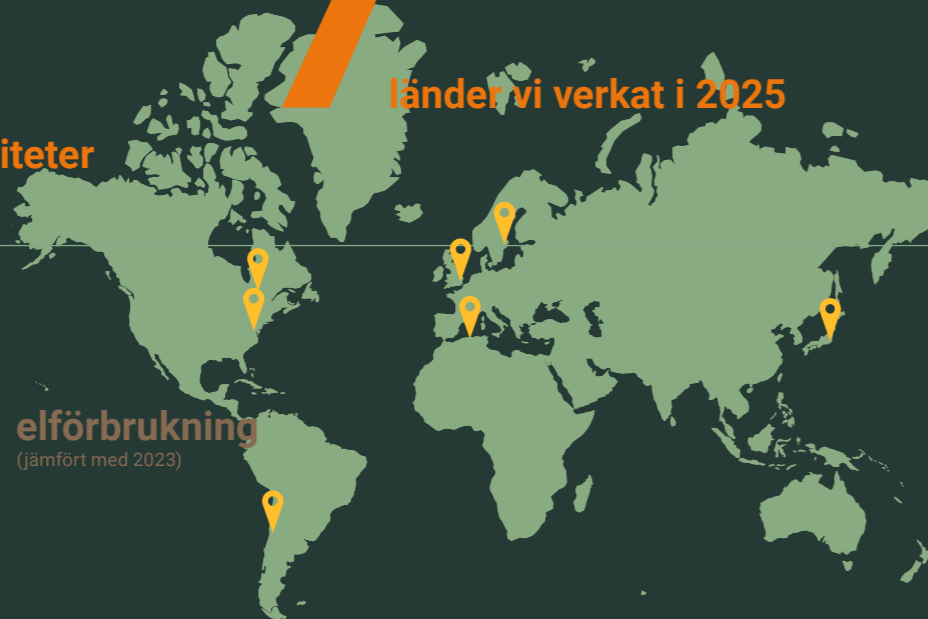 länder vi verkat i 2025
iteter
elförbrukning
(jämfört med 2023)